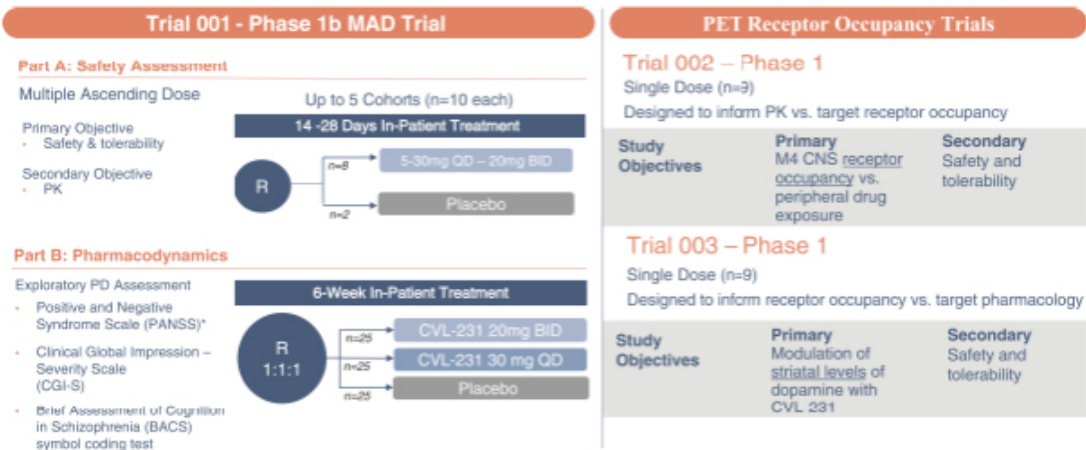 Trial 001 - Phase 1b MAD Trial
Part A: Safety Assessment
Multiple Ascending Dose
Primary Objective
• Safety & tolerability
Secondary Objective
• PK
Up to 5 Cohorts (n=10 each)
14 -28 Days In-Patient Treatment
R
n=8
5-30mg QD – 20mg BID
n=2
Placebo
Part B: Pharmacodynamics
Exploratory PD Assessment
• Positive and Negative
Syndrome Scale (PANSS)*
• Clinical Global Impression –
Severity Scale
(CGI-S)
• Brief Assessment of Cognition
in Schizophrenia (BACS)
symbol coding test
6-Week In-Patient Treatment
R
1:1:1
n=25
CVL-231 20mg BID
n=25
CVL-231 30 mg QD
n=25
Placebo
PET Receptor Occupancy Trials
Trial 002 – Phase 1
Single Dose (n=9)
Designed to inform PK vs. target receptor occupancy
Study
Objectives
Primary
M4 CNS receptor
occupancy vs.
peripheral drug
exposure
Secondary
Safety and
tolerability
Trial 003 – Phase 1
Single Dose (n=9)
Designed to inform receptor occupancy vs. target pharmacology
Study
Objectives
Primary
Modulation of
striatal levels of
dopamine with
CVL 231
Secondary
Safety and
tolerability